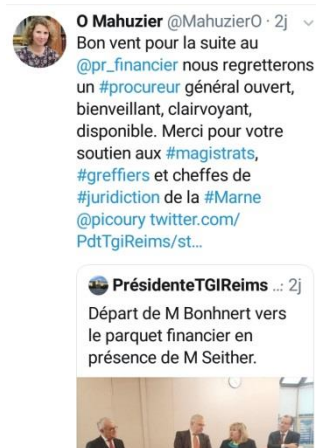 O Mahuzier @MahuzierO · 2j
Bon vent pour la suite au
@pr_financier nous regretterons
un #procureur général ouvert,
bienveillant, clairvoyant,
disponible. Merci pour votre
soutien aux #magistrats,
#greffiers et cheffes de
#juridiction de la #Marne
@picoury twitter.com/
PdtTgiReims/st...
PrésidenteTGIReims ..: 2j
Départ de M Bonhnert vers
le parquet financier en
présence de M Seither.